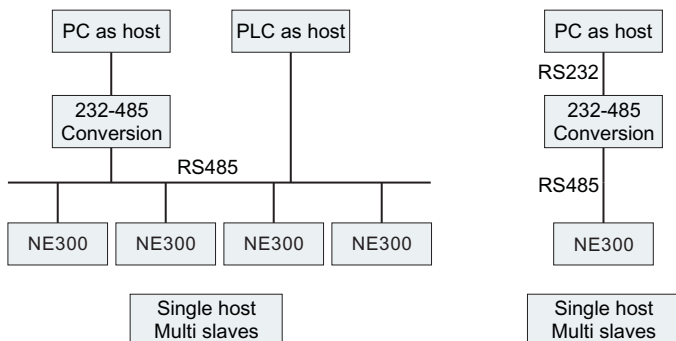 PC as host
PLC as host
232-485
Conversion
RS485
NE300
NE300
NE300
NE300
Single host
Multi slaves
PC as host
RS232
232-485
Conversion
RS485
NE300
Single host
Multi slaves